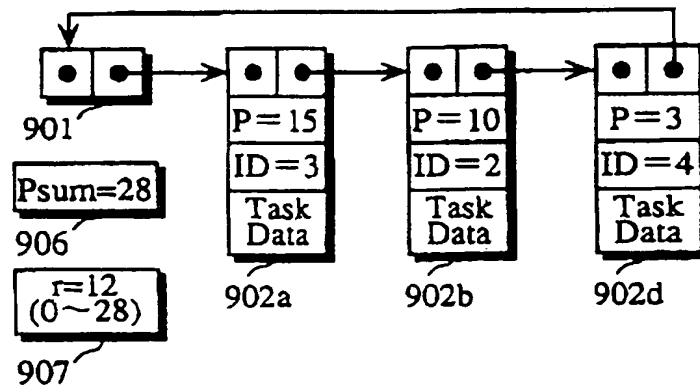 901
Psum=28
906
r=12
(0~28)
907
P=15
ID=3
Task
Data
902a
P=10
ID=2
Task
Data
902b
P=3
ID=4
Task
Data
902d